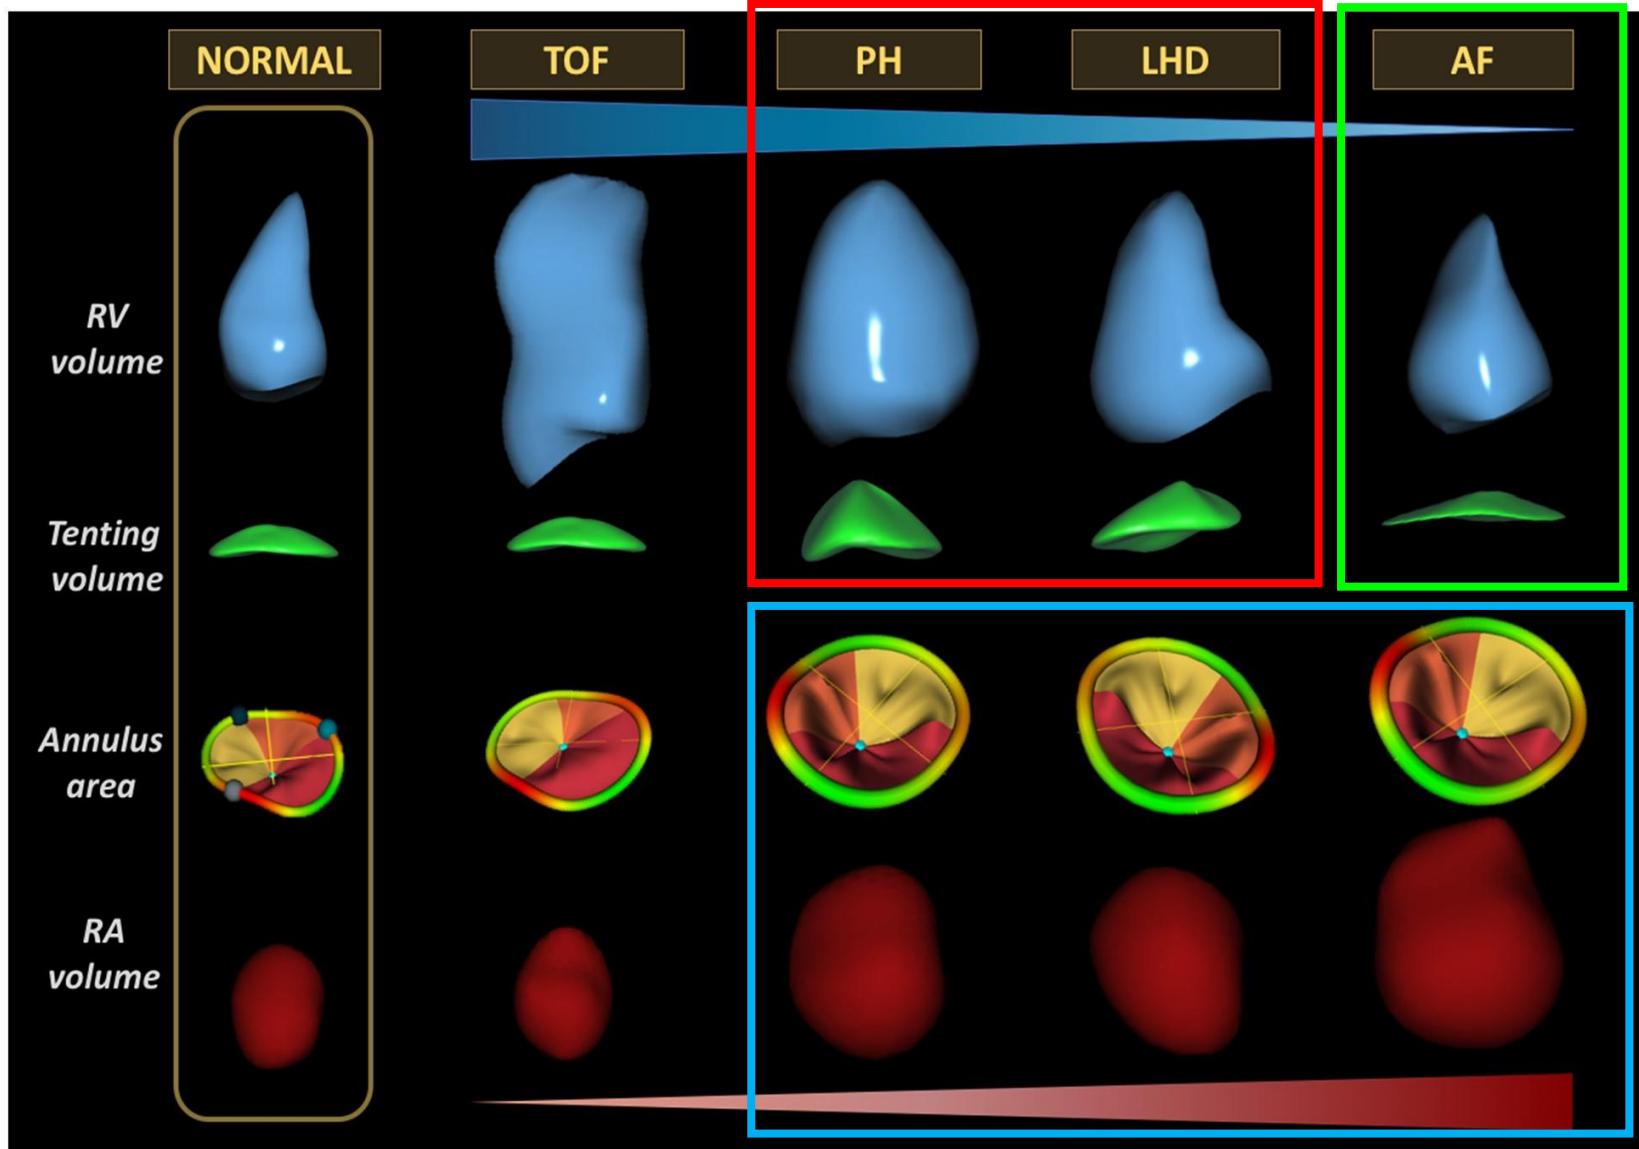 NORMAL TOF PH LHD AF
RV
volume
Tenting
volume
Annulus
area
RA
volume